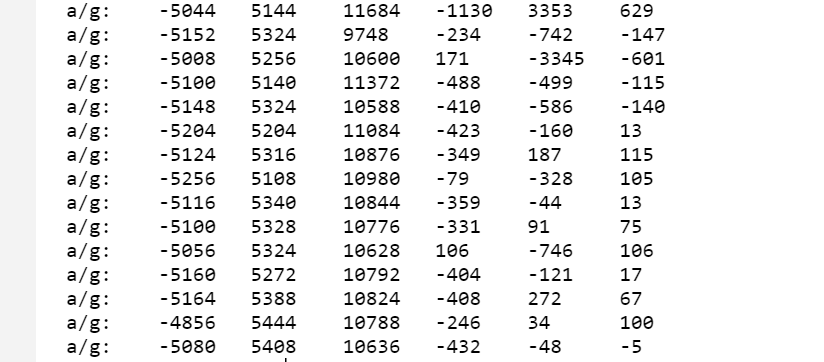 a/g: -5044 5144 11684 -1130 3353 629
a/g: -5152 5324 9748 -234 -742 -147
a/g: -5008 5256 10600 171 -3345 -601
a/g: -5100 5140 11372 -488 -499 -115
a/g: -5148 5324 10588 -410 -586 -140
a/g: -5204 5204 11084 -423 -160 13
a/g: -5124 5316 10876 -349 187 115
a/g: -5256 5108 10980 -79 -328 105
a/g: -5116 5340 10844 -359 -44 13
a/g: -5100 5328 10776 -331 91 75
a/g: -5056 5324 10628 106 -746 106
a/g: -5160 5272 10792 -404 -121 17
a/g: -5164 5388 10824 -408 272 67
a/g: -4856 5444 10788 -246 34 100
a/g: -5080 5408 10636 -432 -48 -5